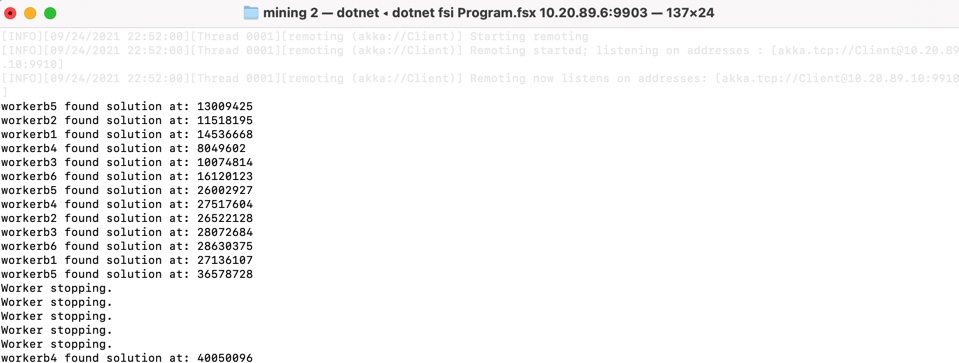 mining 2 — dotnet ◂ dotnet fsi Program.fsx 10.20.89.6:9903 — 137×24
[INFO][09/24/2021 22:52:00][Thread 0001][remoting (akka://Client)] Starting remoting
[INFO][09/24/2021 22:52:00][Thread 0001][remoting (akka://Client)] Remoting started; listening on addresses : [akka.tcp://Client@10.20.89
.10:9910]
[INFO][09/24/2021 22:52:00][Thread 0001][remoting (akka://Client)] Remoting now listens on addresses: [akka.tcp://Client@10.20.89.10:9910
]
workerb5 found solution at: 13009425
workerb2 found solution at: 11518195
workerb1 found solution at: 14536668
workerb4 found solution at: 8049602
workerb3 found solution at: 10074814
workerb6 found solution at: 16120123
workerb5 found solution at: 26002927
workerb4 found solution at: 27517604
workerb2 found solution at: 26522128
workerb3 found solution at: 28072684
workerb6 found solution at: 28630375
workerb1 found solution at: 27136107
workerb5 found solution at: 36578728
Worker stopping.
Worker stopping.
Worker stopping.
Worker stopping.
Worker stopping.
workerb4 found solution at: 40050096